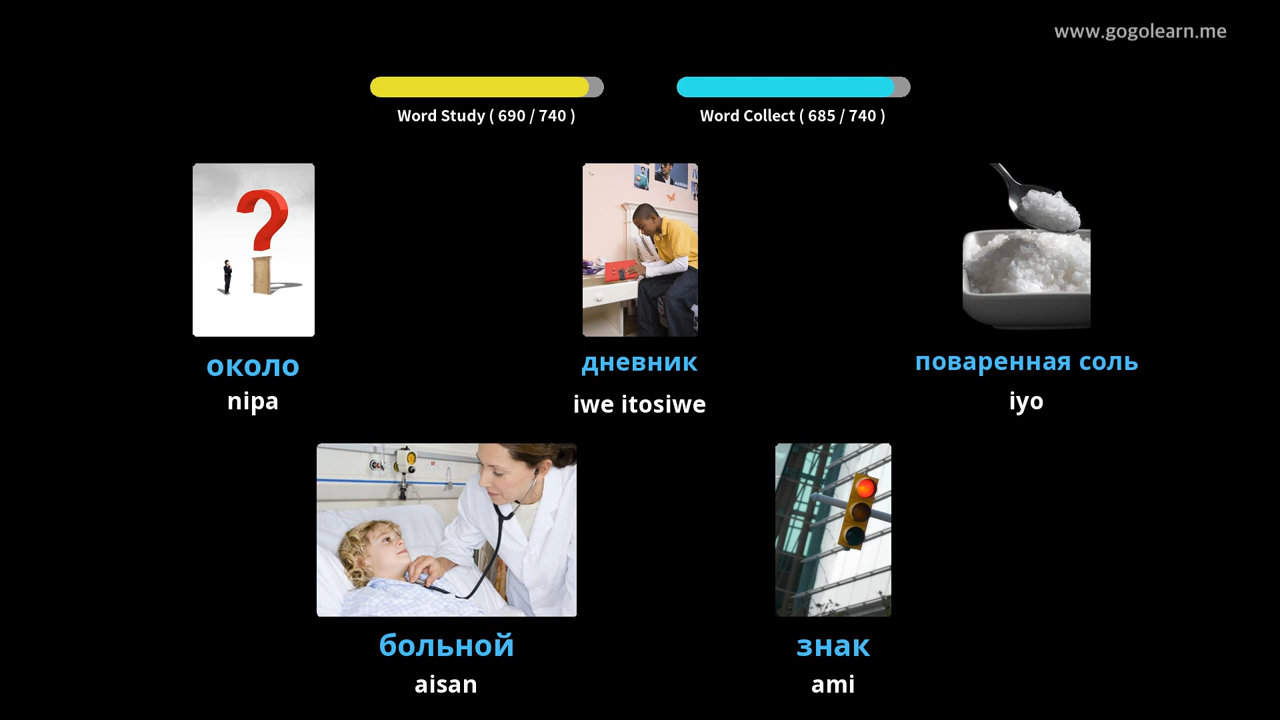 www.gogolearn.me
Word Study ( 690 / 740 )
Word Collect ( 685 / 740 )
около
nipa
дневник
iwe itosiwe
поваренная соль
iyo
больной
aisan
знак
ami